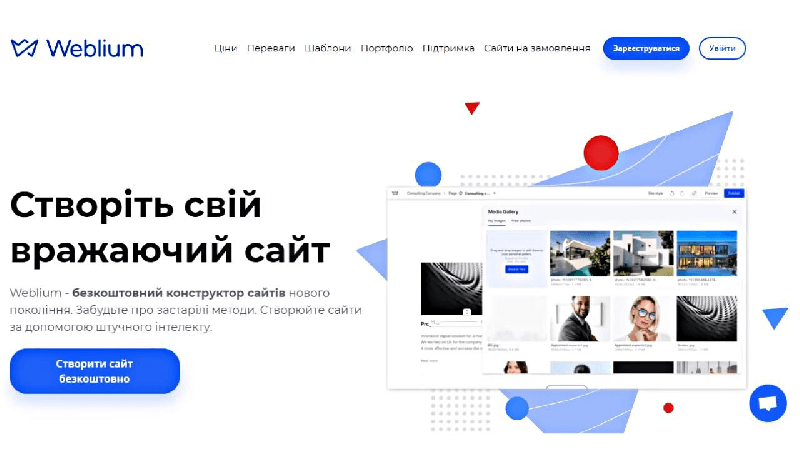 Weblium
Ціни Переваги Шаблони Портфоліо Підтримка Сайти на замовлення Зареєструватися Увійти
Створіть свій
вражаючий сайт
Weblium - безкоштовний конструктор сайтів нового
покоління. Забудьте про застарілі методи. Створюйте сайти
за допомогою штучного інтелекту.
Створити сайт
безкоштовно
Preview
Media Gallery